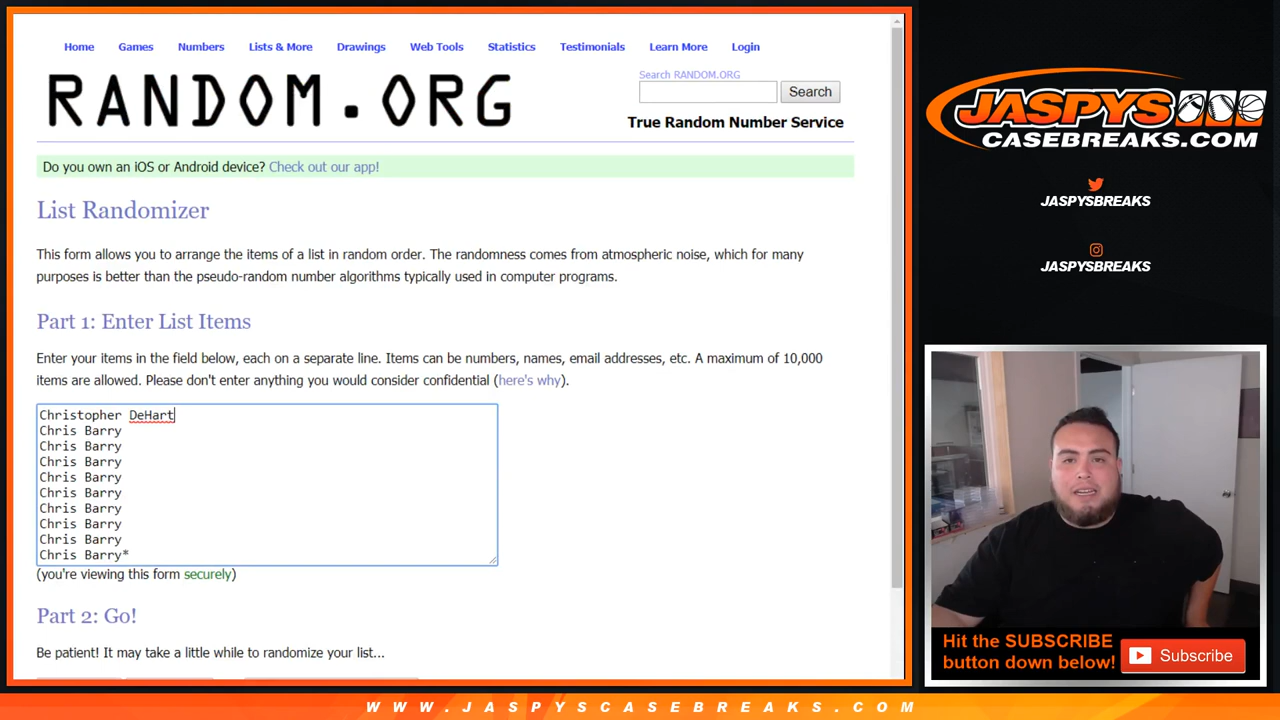 Home Games Numbers Lists & More Drawings Web Tools Statistics Testimonials Learn More Login
RANDOM.ORG
Search RANDOM.ORG
Search
True Random Number Service
Do you own an iOS or Android device? Check out our app!
List Randomizer
This form allows you to arrange the items of a list in random order. The randomness comes from atmospheric noise, which for many
purposes is better than the pseudo-random number algorithms typically used in computer programs.
Part 1: Enter List Items
Enter your items in the field below, each on a separate line. Items can be numbers, names, email addresses, etc. A maximum of 10,000
items are allowed. Please don't enter anything you would consider confidential (here's why).
Christopher DeHart
Chris Barry
Chris Barry
Chris Barry
Chris Barry
Chris Barry
Chris Barry
Chris Barry
Chris Barry
Chris Barry*
(you're viewing this form securely)
Part 2: Go!
Be patient! It may take a little while to randomize your list...
JASPYS
CASEBREAKS.COM
JASPYSBREAKS
JASPYSBREAKS
Hit the SUBSCRIBE
button down below!
Subscribe
WWW.JASPYSCASEBREAKS.COM